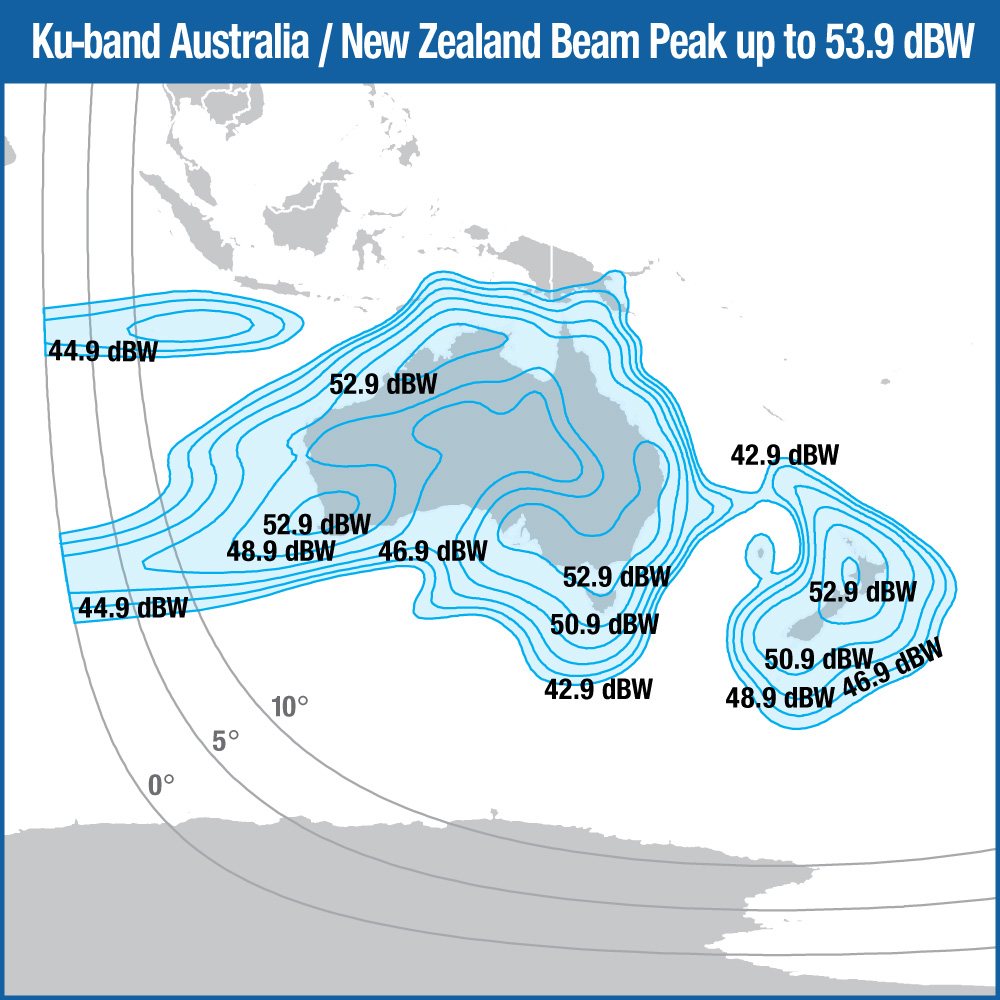 Ku-band Australia / New Zealand Beam Peak up to 53.9 dBW
44.9 dBW
52.9 dBW
42.9 dBW
52.9 dBW
48.9 dBW
46.9 dBW
52.9 dBW
52.9 dBW
44.9 dBW
50.9 dBW
50.9 dBW
46.9 dBW
42.9 dBW
48.9 dBW
10°
5°
0°